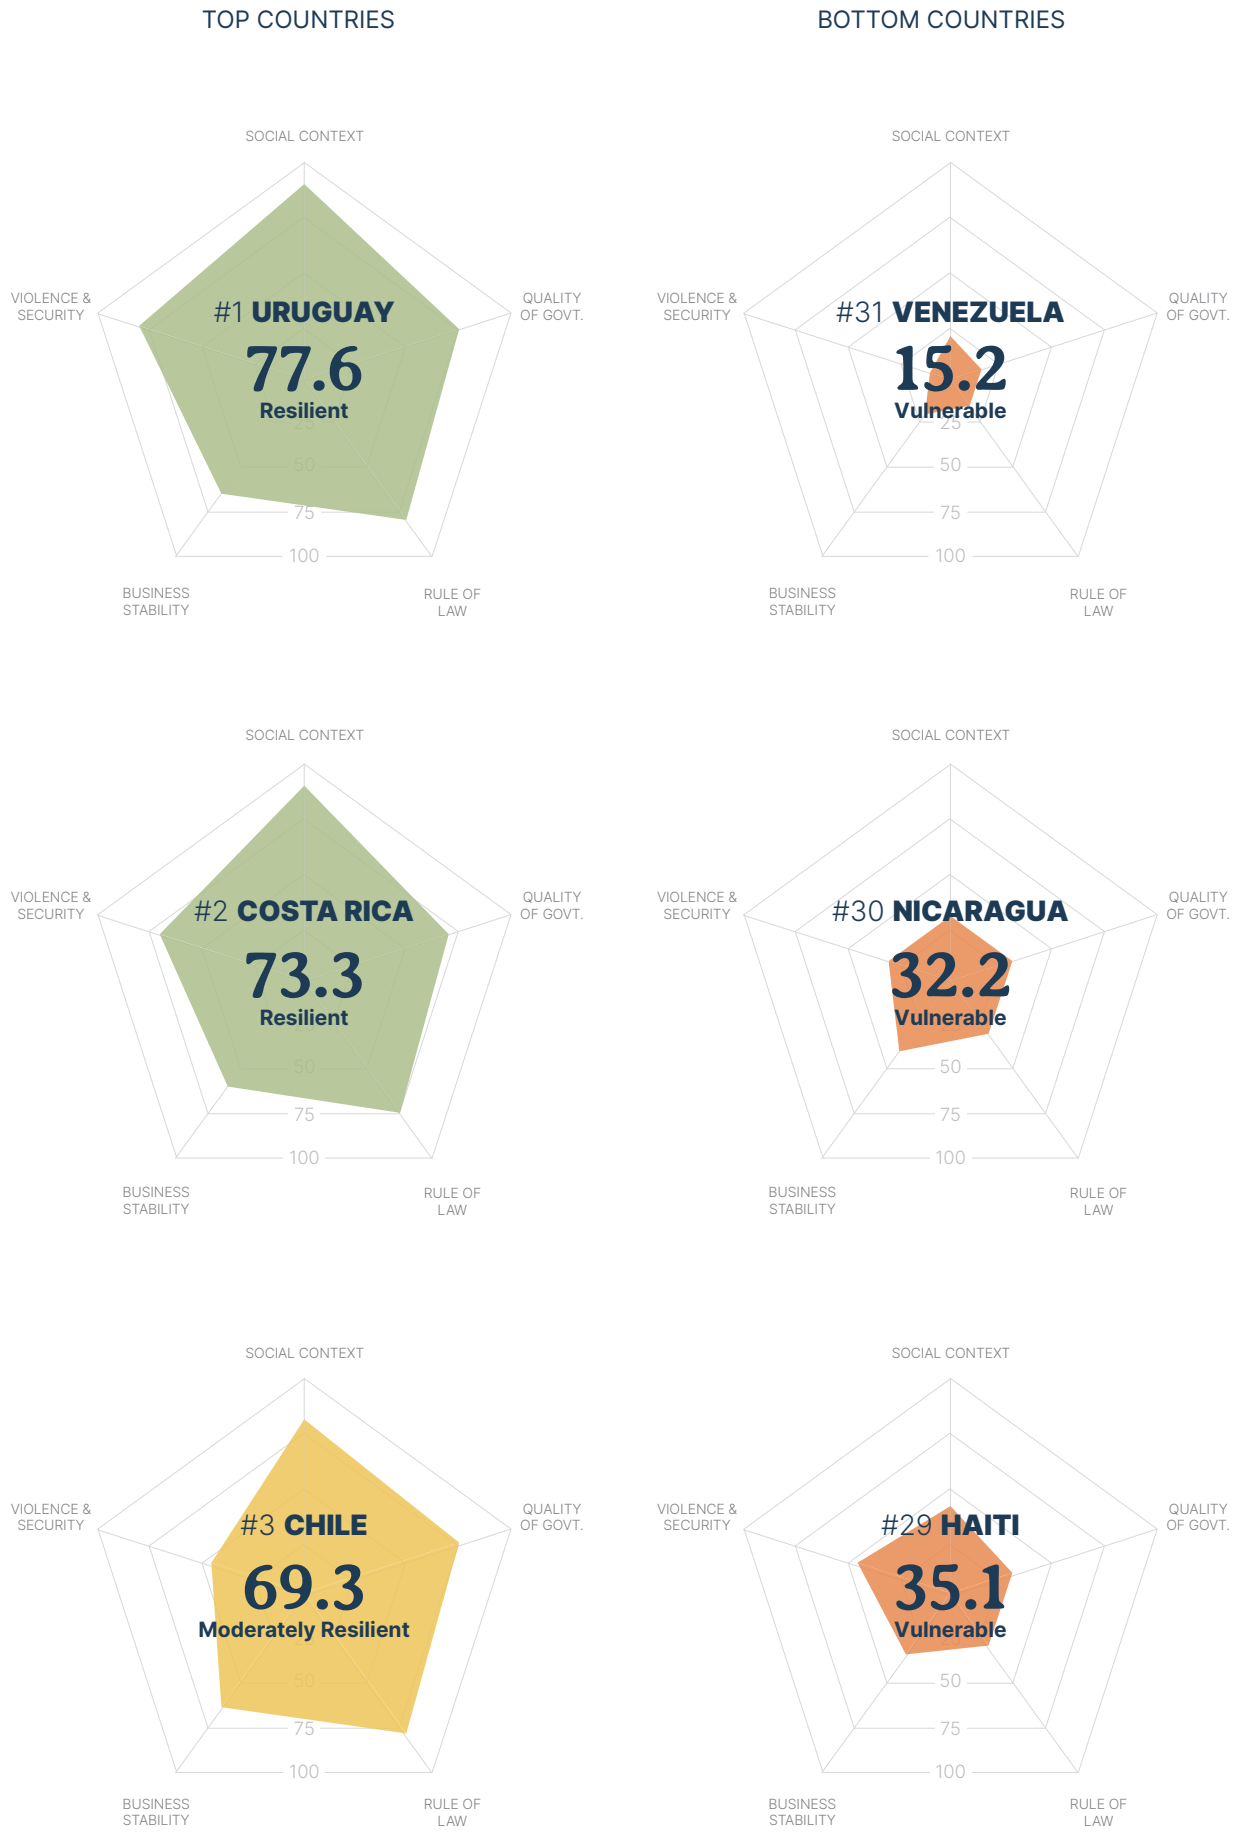 TOP COUNTRIES
BOTTOM COUNTRIES
SOCIAL CONTEXT
VIOLENCE &
SECURITY
QUALITY
OF GOVT.
#1 URUGUAY
77.6
Resilient
25
50
75
100
BUSINESS
STABILITY
RULE OF
LAW
SOCIAL CONTEXT
VIOLENCE &
SECURITY
QUALITY
OF GOVT.
#31 VENEZUELA
15.2
Vulnerable
25
50
75
100
BUSINESS
STABILITY
RULE OF
LAW
SOCIAL CONTEXT
VIOLENCE &
SECURITY
QUALITY
OF GOVT.
#2 COSTA RICA
73.3
Resilient
50
75
100
BUSINESS
STABILITY
RULE OF
LAW
SOCIAL CONTEXT
VIOLENCE &
SECURITY
QUALITY
OF GOVT.
#30 NICARAGUA
32.2
Vulnerable
50
75
100
BUSINESS
STABILITY
RULE OF
LAW
SOCIAL CONTEXT
VIOLENCE &
SECURITY
QUALITY
OF GOVT.
#3 CHILE
69.3
Moderately Resilient
50
75
100
BUSINESS
STABILITY
RULE OF
LAW
SOCIAL CONTEXT
VIOLENCE &
SECURITY
QUALITY
OF GOVT.
#29 HAITI
35.1
Vulnerable
25
50
75
100
BUSINESS
STABILITY
RULE OF
LAW